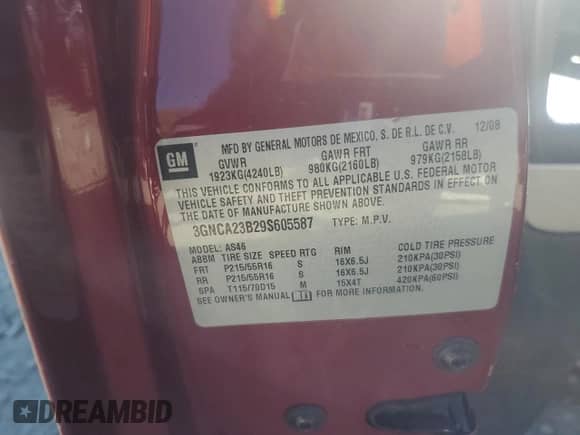 GM
MFD BY GENERAL MOTORS DE MEXICO, S. DE R.L. DE C.V. 12/08
GVWR GAWR FRT GAWR RR
1923KG(4240LB) 980KG(2160LB) 979KG(2158LB)
THIS VEHICLE CONFORMS TO ALL APPLICABLE U.S. FEDERAL MOTOR
VEHICLE SAFETY AND THEFT PREVENTION STANDARDS IN EFFECT ON
THE DATE OF MANUFACTURE SHOWN ABOVE.
3GNCA23B29S605587 TYPE: M.P.V.
MODEL: AS46
ABBM TIRE SIZE SPEED RTG RIM COLD TIRE PRESSURE
FRT P215/55R16 S 16X6.5J 210KPA(30PSI)
RR P215/55R16 S 16X6.5J 210KPA(30PSI)
SPA T115/70D15 M 15X4T 420KPA(60PSI)
SEE OWNER'S MANUAL
DREAMBID